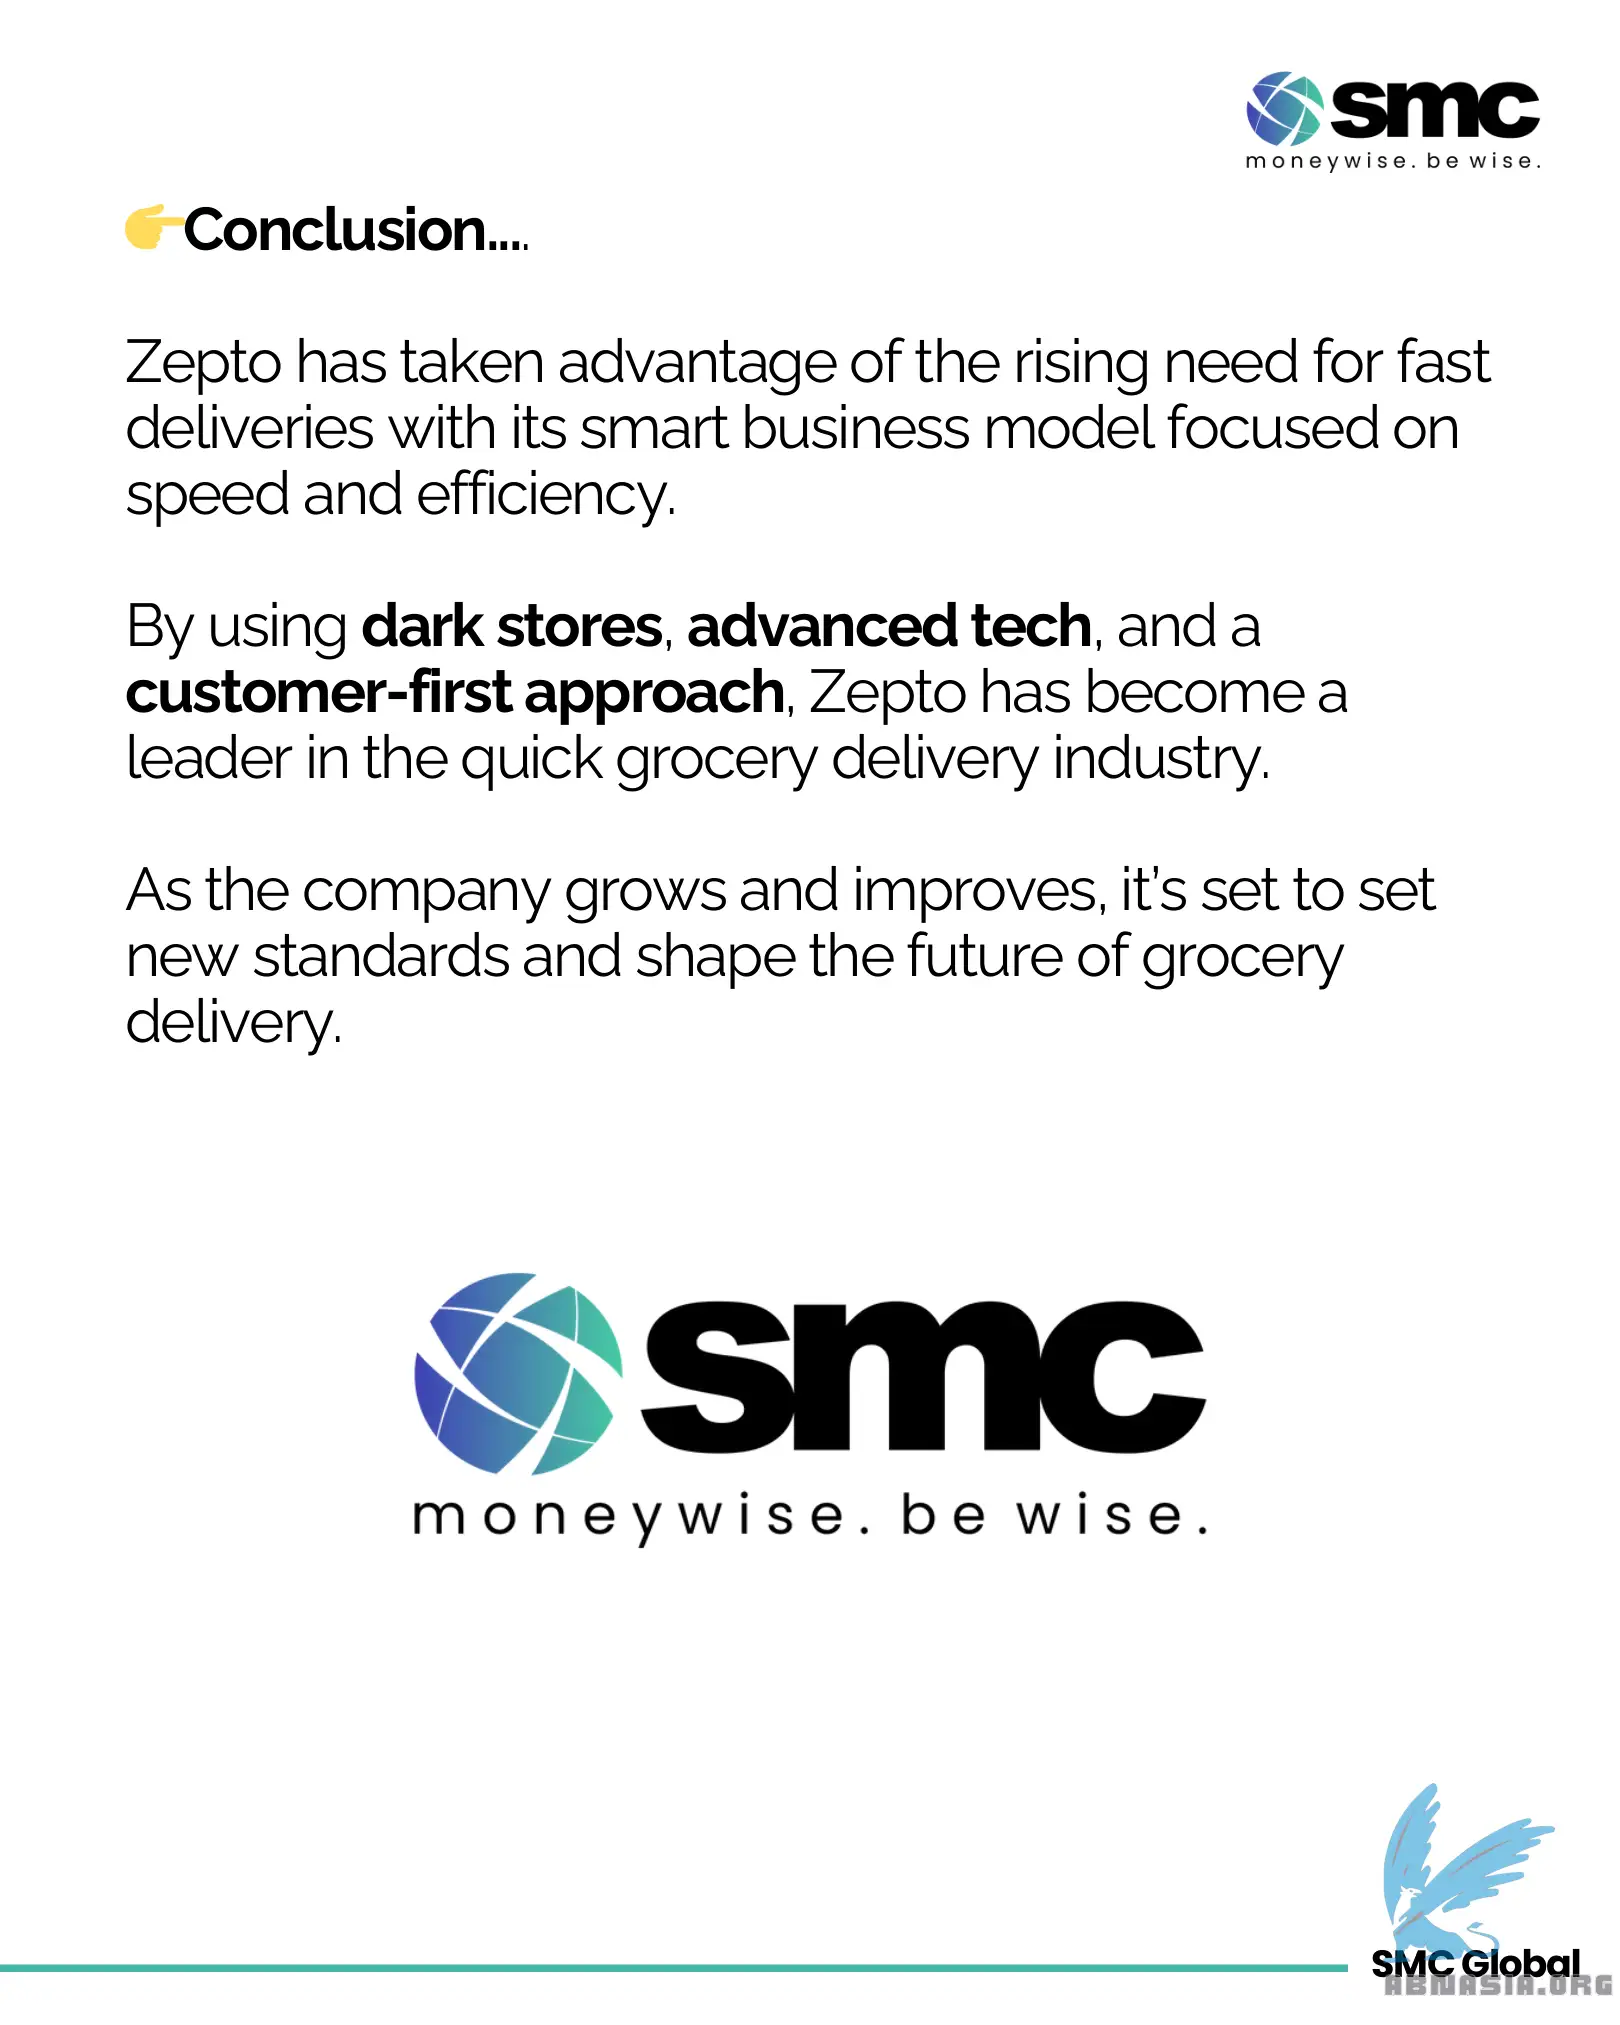 smc
moneywise. be wise.
👉Conclusion....
Zepto has taken advantage of the rising need for fast
deliveries with its smart business model focused on
speed and efficiency.
By using dark stores, advanced tech, and a
customer-first approach, Zepto has become a
leader in the quick grocery delivery industry.
As the company grows and improves, it’s set to set
new standards and shape the future of grocery
delivery.
smc
moneywise. be wise.
SMC Global
ABNASIA.ORG